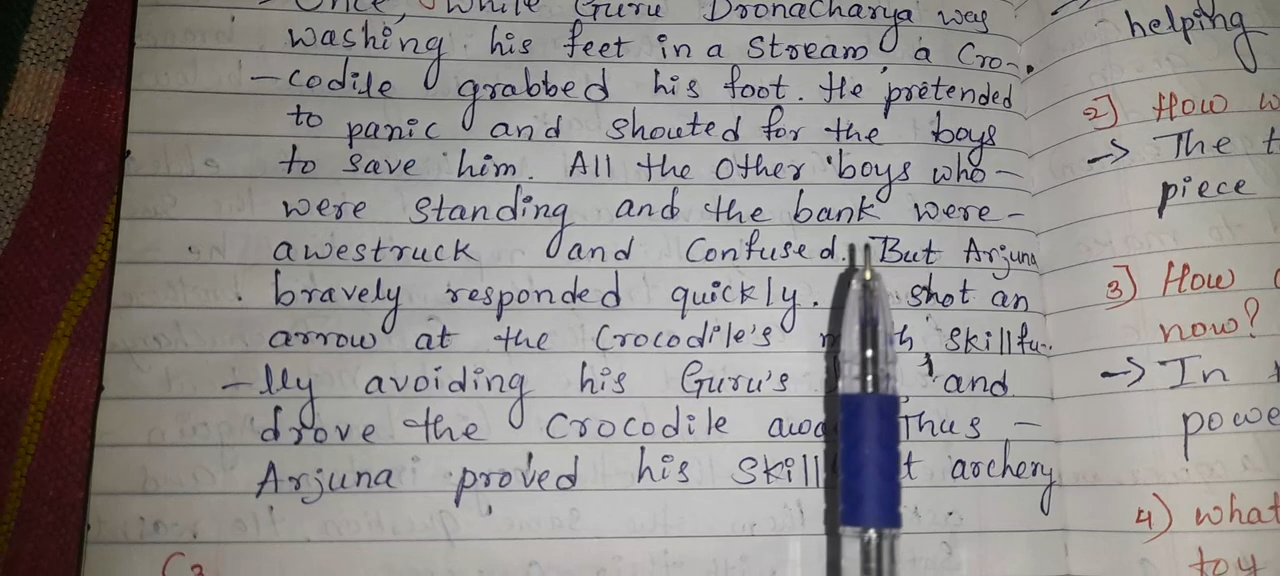 Once, while Guru Dronacharya was
washing his feet in a stream, a Cro-
-codile grabbed his foot. He pretended
to panic and shouted for the boys
to save him. All the other boys who-
were standing and the bank were-
awestruck and confused. But Arjuna
bravely responded quickly. shot an
arrow at the Crocodile's skillfu-
-lly avoiding his Guru's and
drove the crocodile Thus -
Arjuna proved his skill archery
helping
2) How
-> The
piece
3) How
now?
-> In
4) what
toy